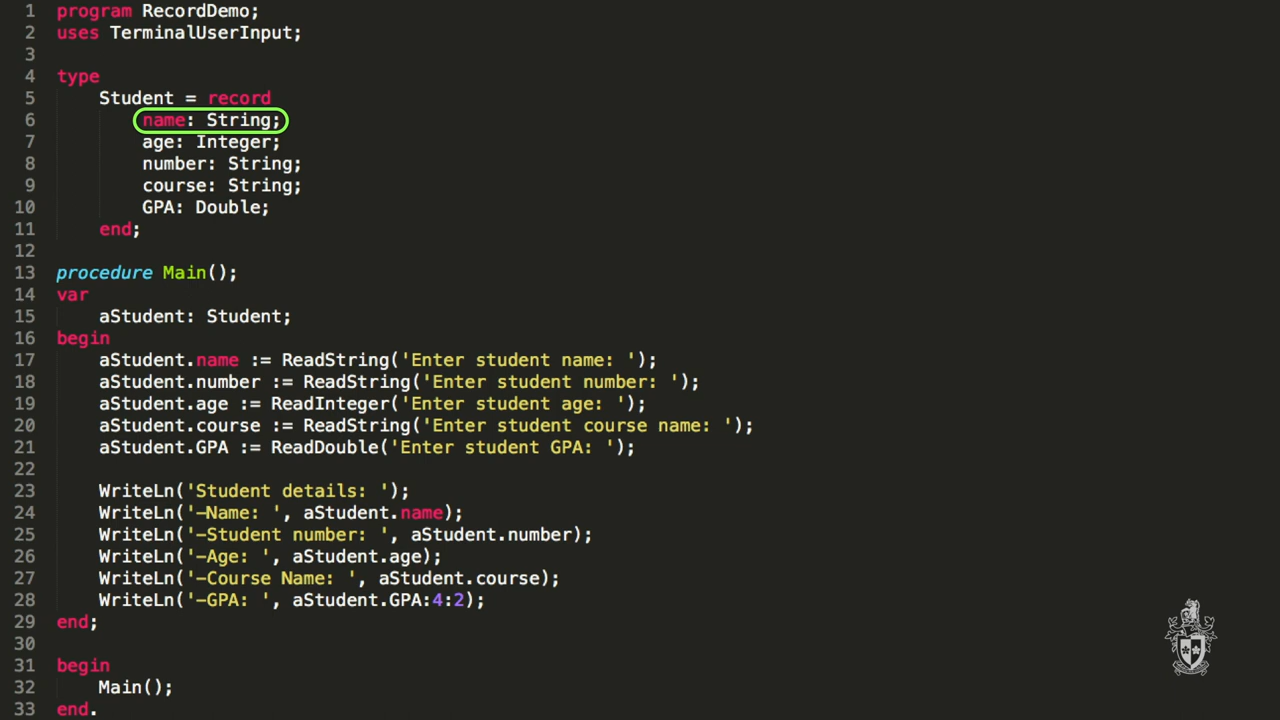 1 program RecordDemo;
2 uses TerminalUserInput;
3
4 type
5 Student = record
6 name: String;
7 age: Integer;
8 number: String;
9 course: String;
10 GPA: Double;
11 end;
12
13 procedure Main();
14 var
15 aStudent: Student;
16 begin
17 aStudent.name := ReadString('Enter student name: ');
18 aStudent.number := ReadString('Enter student number: ');
19 aStudent.age := ReadInteger('Enter student age: ');
20 aStudent.course := ReadString('Enter student course name: ');
21 aStudent.GPA := ReadDouble('Enter student GPA: ');
22
23 WriteLn('Student details: ');
24 WriteLn('-Name: ', aStudent.name);
25 WriteLn('-Student number: ', aStudent.number);
26 WriteLn('-Age: ', aStudent.age);
27 WriteLn('-Course Name: ', aStudent.course);
28 WriteLn('-GPA: ', aStudent.GPA:4:2);
29 end;
30
31 begin
32 Main();
33 end.